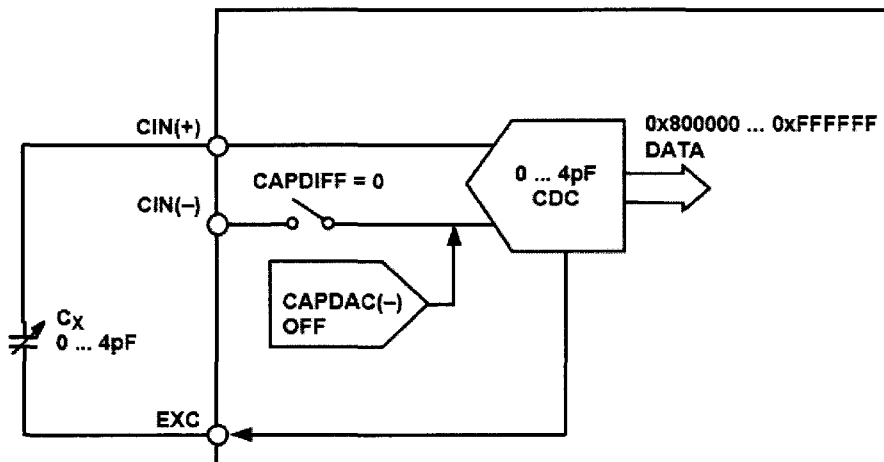 CIN(+)
0x800000 ... 0xFFFFFF
DATA
CAPDIFF = 0
0 ... 4pF
CDC
CIN(–)
CAPDAC(–)
OFF
CX
0 ... 4pF
EXC